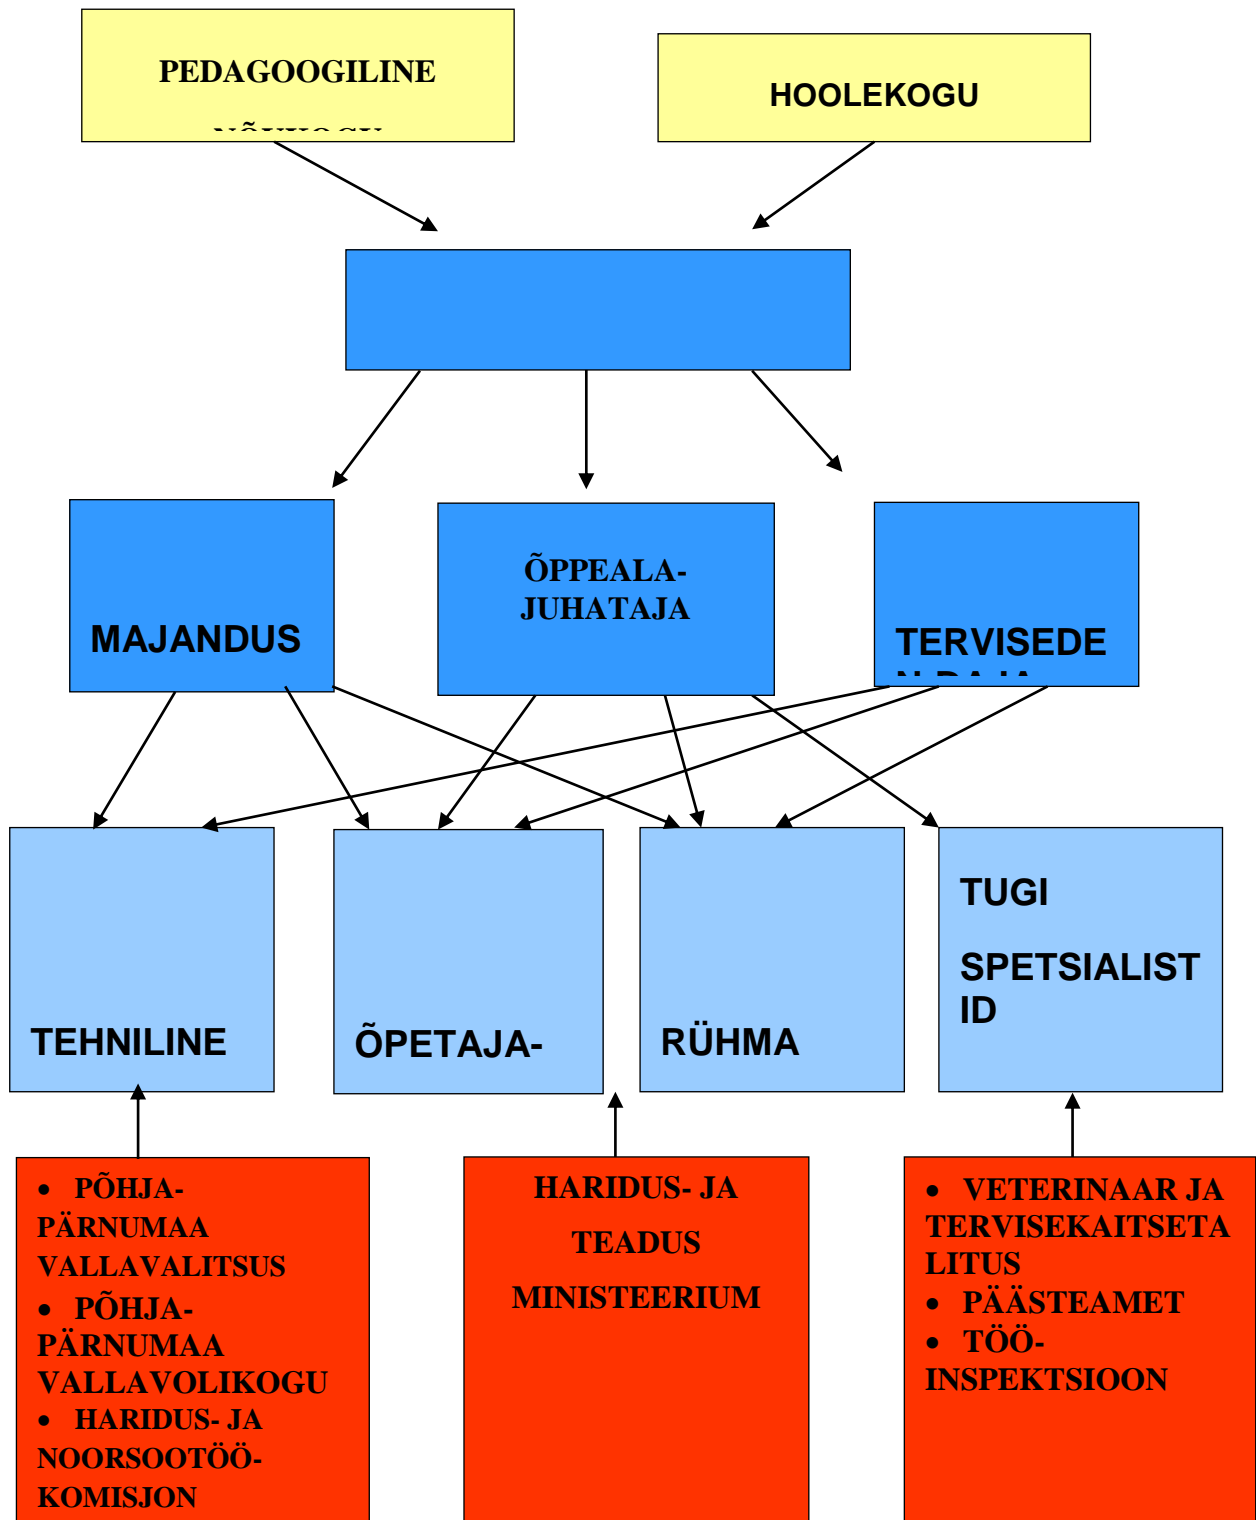 PEDAGOOGILINE
NÕUKOGU
HOOLEKOGU
ÕPPEALA-
JUHATAJA
MAJANDUS
TERVISEDE
• PÕHJA-
PÄRNUMAA
VALLAVALITSUS
• PÕHJA-
PÄRNUMAA
VALLAVOLIKOGU
• HARIDUS- JA
NOORSOOTÖÖ-
KOMISJON
HARIDUS- JA
TEADUS
MINISTEERIUM
• VETERINAAR JA
TERVISEKAITSETA
LITUS
• PÄÄSTEAMET
• TÖÖ-
INSPEKTSIOON
TEHNILINE
ÕPETAJA-
RÜHMA
TUGI
SPETSIALIST
ID